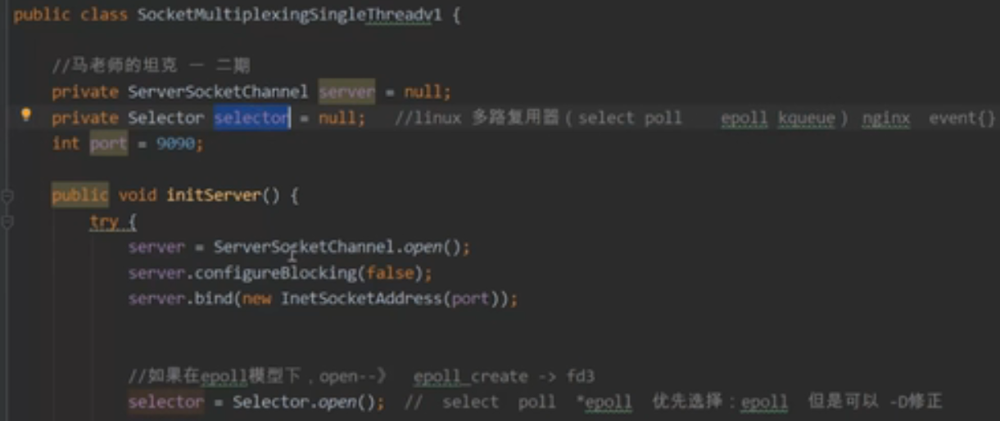 public class SocketMultiplexingSingleThreadv1 {
//马老师的坦克 一 二期
private ServerSocketChannel server = null;
private Selector selector = null; //linux 多路复用器（select poll epoll kqueue）nginx event{}
int port = 9090;
public void initServer() {
try {
server = ServerSocketChannel.open();
server.configureBlocking(false);
server.bind(new InetSocketAddress(port));
//如果在epoll模型下，open--》 epoll_create -> fd3
selector = Selector.open(); // select poll *epoll 优先选择：epoll 但是可以 -D修正